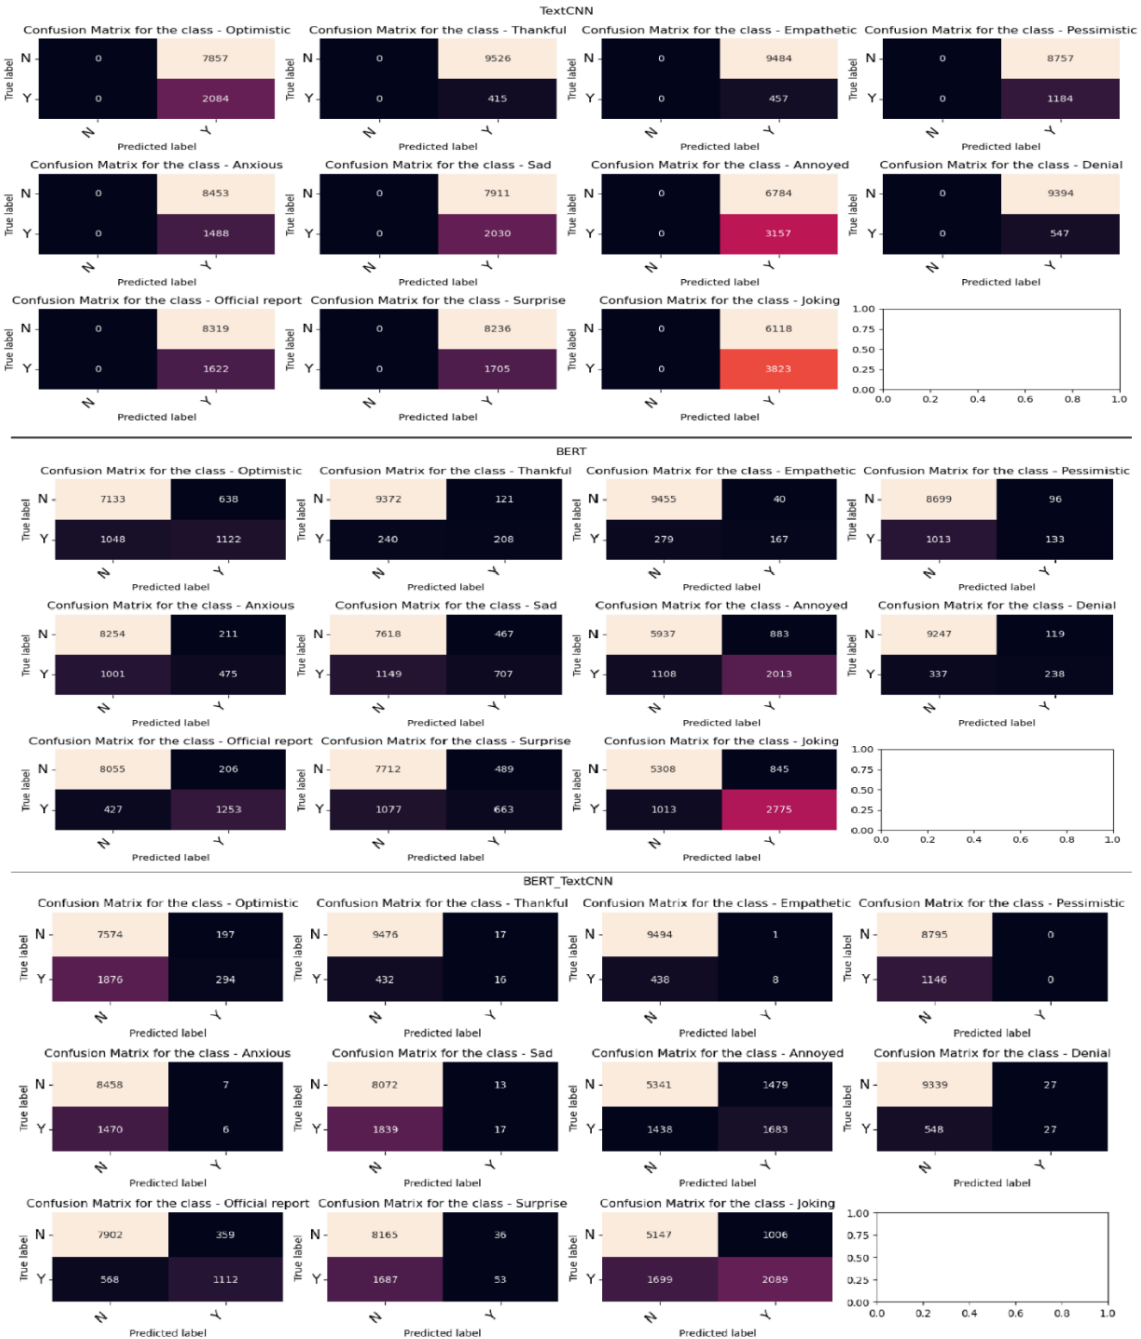 TextCNN
Confusion Matrix for the class - Optimistic Confusion Matrix for the class - Thankful Confusion Matrix for the class - Empathetic Confusion Matrix for the class - Pessimistic
True label N 0 7857 True label N 0 9526 True label N 0 9484 True label N 0 8757
Y 0 2084 Y 0 415 Y 0 457 Y 0 1184
N Y N Y N Y N Y
Predicted label Predicted label Predicted label Predicted label
Confusion Matrix for the class - Anxious Confusion Matrix for the class - Sad Confusion Matrix for the class - Annoyed Confusion Matrix for the class - Denial
True label N 0 8453 True label N 0 7911 True label N 0 6784 True label N 0 9394
Y 0 1488 Y 0 2030 Y 0 3157 Y 0 547
N Y N Y N Y N Y
Predicted label Predicted label Predicted label Predicted label
Confusion Matrix for the class - Official report Confusion Matrix for the class - Surprise Confusion Matrix for the class - Joking 1.00
True label N 0 8319 True label N 0 8236 True label N 0 6118 0.75
0.50
Y 0 1622 Y 0 1705 Y 0 3823 0.25
0.00
N Y N Y N Y 0.0 0.2 0.4 0.6 0.8 1.0
Predicted label Predicted label Predicted label
BERT
Confusion Matrix for the class - Optimistic Confusion Matrix for the class - Thankful Confusion Matrix for the class - Empathetic Confusion Matrix for the class - Pessimistic
True label N 7133 638 True label N 9372 121 True label N 9455 40 True label N 8699 96
Y 1048 1122 Y 240 208 Y 279 167 Y 1013 133
N Y N Y N Y N Y
Predicted label Predicted label Predicted label Predicted label
Confusion Matrix for the class - Anxious Confusion Matrix for the class - Sad Confusion Matrix for the class - Annoyed Confusion Matrix for the class - Denial
True label N 8254 211 True label N 7618 467 True label N 5937 883 True label N 9247 119
Y 1001 475 Y 1149 707 Y 1108 2013 Y 337 238
N Y N Y N Y N Y
Predicted label Predicted label Predicted label Predicted label
Confusion Matrix for the class - Official report Confusion Matrix for the class - Surprise Confusion Matrix for the class - Joking 1.00
True label N 8055 206 True label N 7712 489 True label N 5308 845 0.75
0.50
Y 427 1253 Y 1077 663 Y 1013 2775 0.25
0.00
N Y N Y N Y 0.0 0.2 0.4 0.6 0.8 1.0
Predicted label Predicted label Predicted label
BERT_TextCNN
Confusion Matrix for the class - Optimistic Confusion Matrix for the class - Thankful Confusion Matrix for the class - Empathetic Confusion Matrix for the class - Pessimistic
True label N 7574 197 True label N 9476 17 True label N 9494 1 True label N 8795 0
Y 1876 294 Y 432 16 Y 438 8 Y 1146 0
N Y N Y N Y N Y
Predicted label Predicted label Predicted label Predicted label
Confusion Matrix for the class - Anxious Confusion Matrix for the class - Sad Confusion Matrix for the class - Annoyed Confusion Matrix for the class - Denial
True label N 8458 7 True label N 8072 13 True label N 5341 1479 True label N 9339 27
Y 1470 6 Y 1839 17 Y 1438 1683 Y 548 27
N Y N Y N Y N Y
Predicted label Predicted label Predicted label Predicted label
Confusion Matrix for the class - Official report Confusion Matrix for the class - Surprise Confusion Matrix for the class - Joking 1.00
True label N 7902 359 True label N 8165 36 True label N 5147 1006 0.75
0.50
Y 568 1112 Y 1687 53 Y 1699 2089 0.25
0.00
N Y N Y N Y 0.0 0.2 0.4 0.6 0.8 1.0
Predicted label Predicted label Predicted label